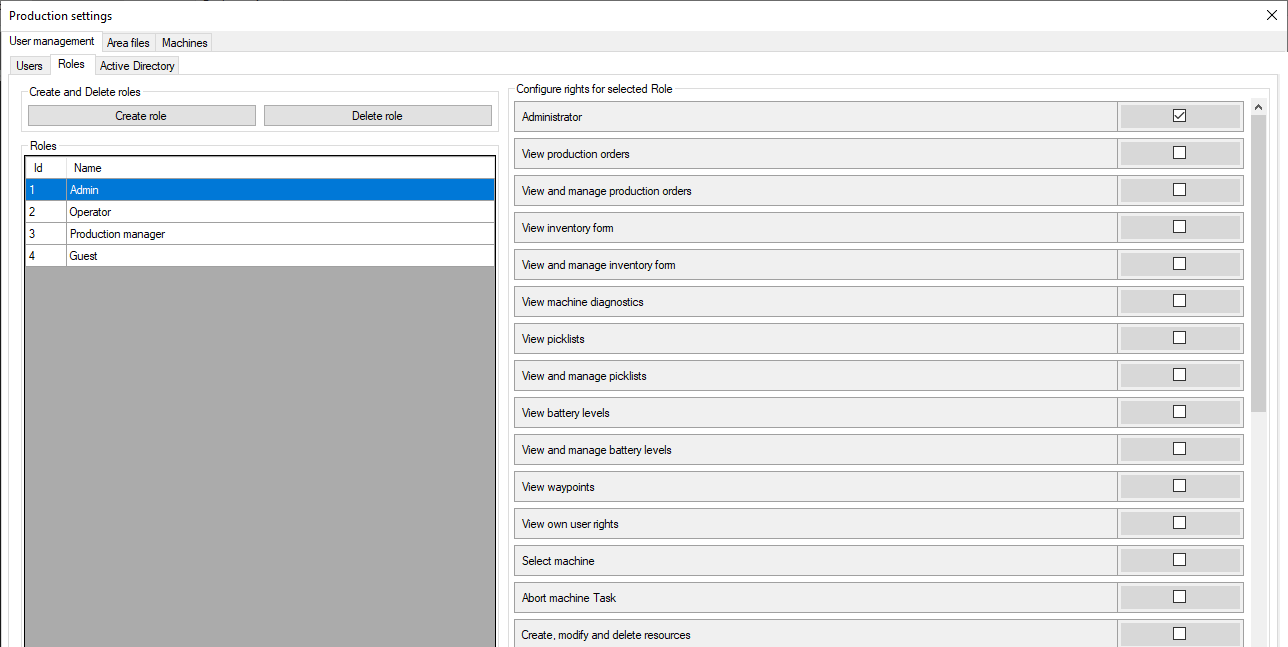 Production settings
User management Area files Machines
Users Roles Active Directory
Create and Delete roles
Create role Delete role
Roles
Id Name
1 Admin
2 Operator
3 Production manager
4 Guest
Configure rights for selected Role
Administrator
View production orders
View and manage production orders
View inventory form
View and manage inventory form
View machine diagnostics
View picklists
View and manage picklists
View battery levels
View and manage battery levels
View waypoints
View own user rights
Select machine
Abort machine Task
Create, modify and delete resources